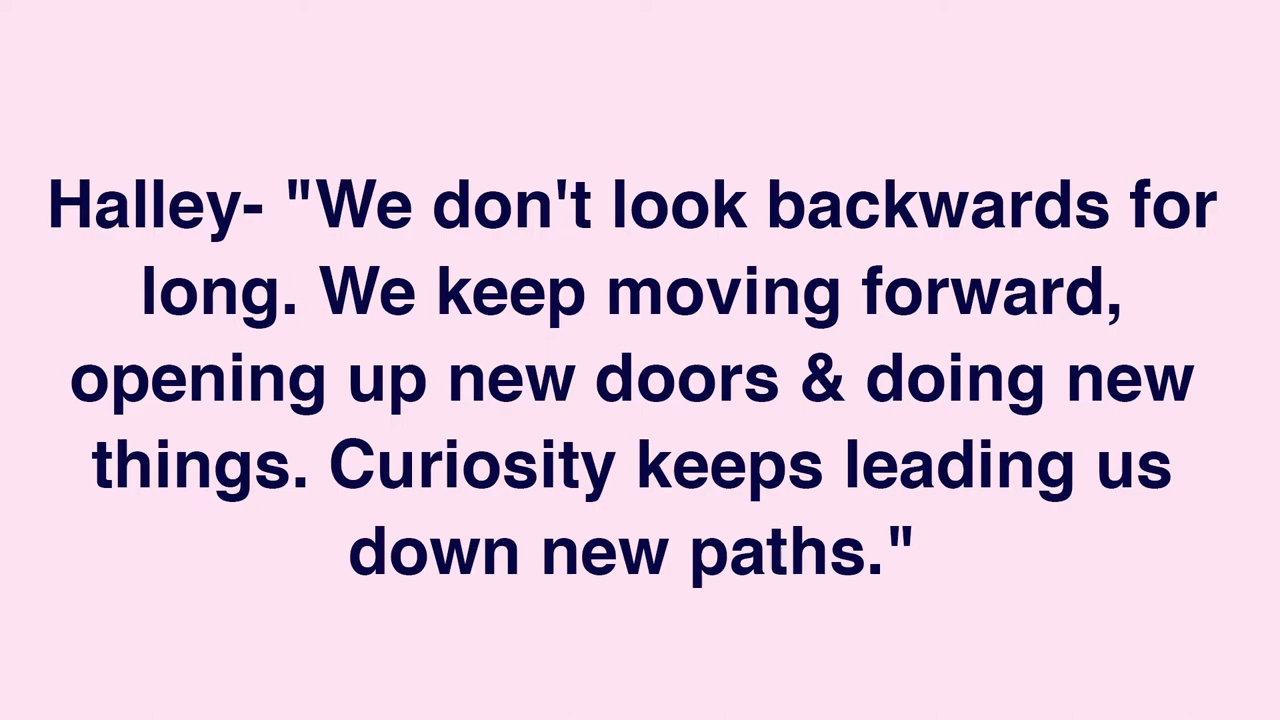 Halley- "We don't look backwards for
long. We keep moving forward,
opening up new doors & doing new
things. Curiosity keeps leading us
down new paths."